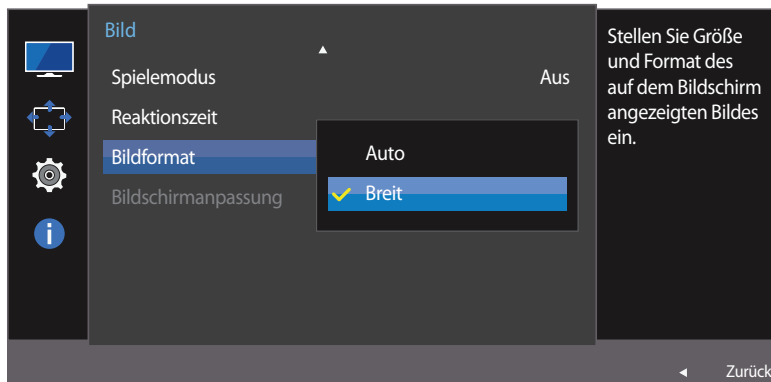 Bild
Spielemodus Aus
Reaktionszeit
Bildformat
Auto
Breit
Bildschirmanpassung
Stellen Sie Größe
und Format des
auf dem Bildschirm
angezeigten Bildes
ein.
Zurück